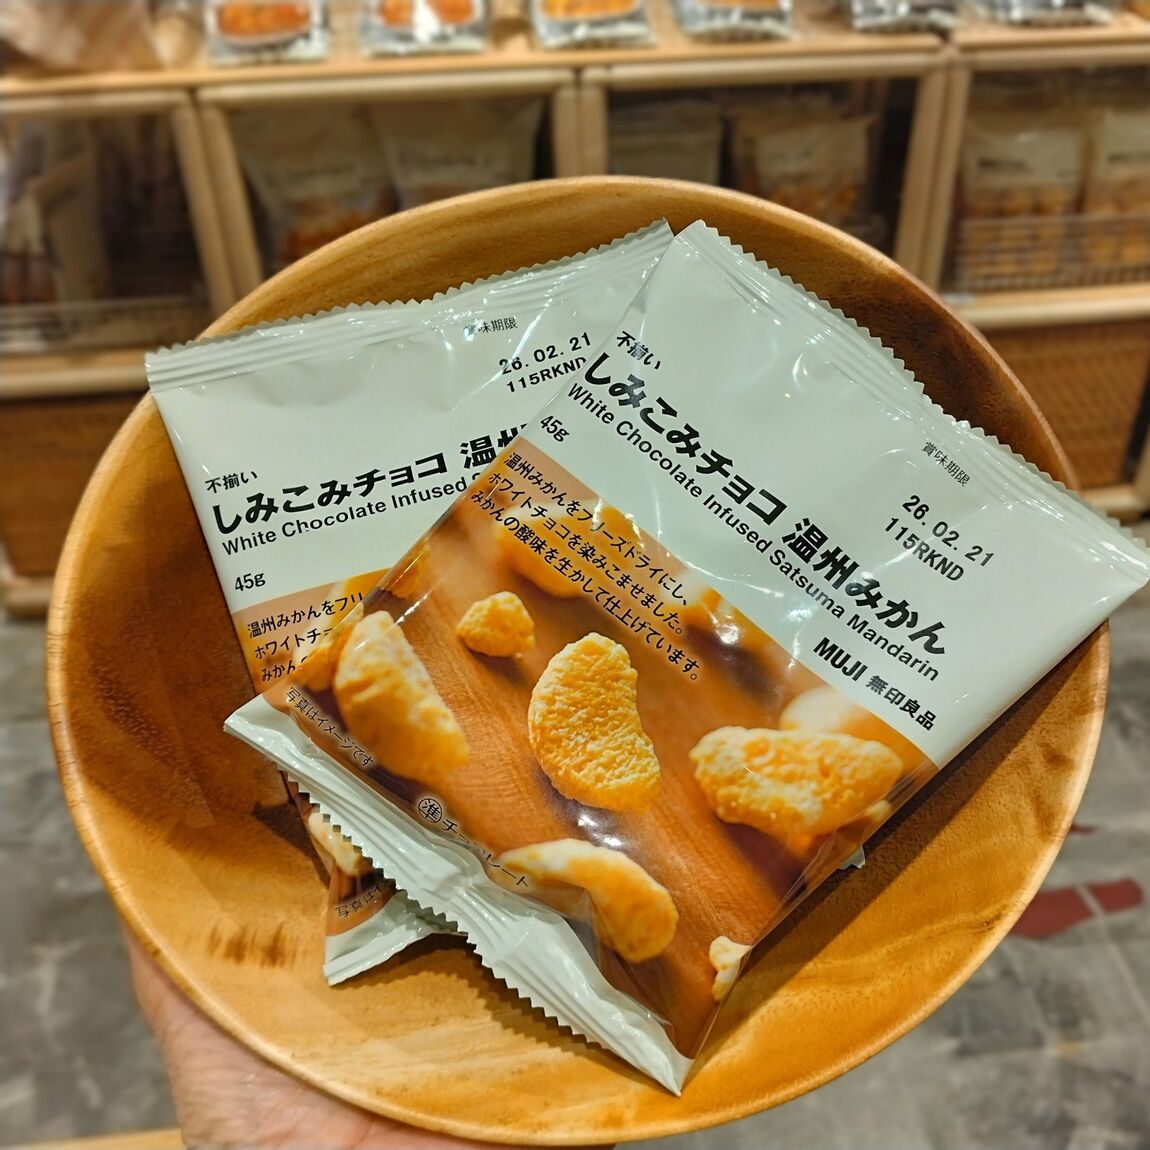 賞味期限
26.02.21
115RKND
不揃い
しみこみチョコ 温州
White Chocolate Infused
45g
温州みかんをフリ
ホワイトチョ
みかんの
写真は
賞味期限
26.02.21
115RKND
不揃い
しみこみチョコ 温州みかん
White Chocolate Infused Satsuma Mandarin
45g
MUJI 無印良品
温州みかんをフリーズドライにし、
ホワイトチョコを染みこませました。
みかんの酸味を生かして仕上げています。
写真はイメージです
準チョコレート